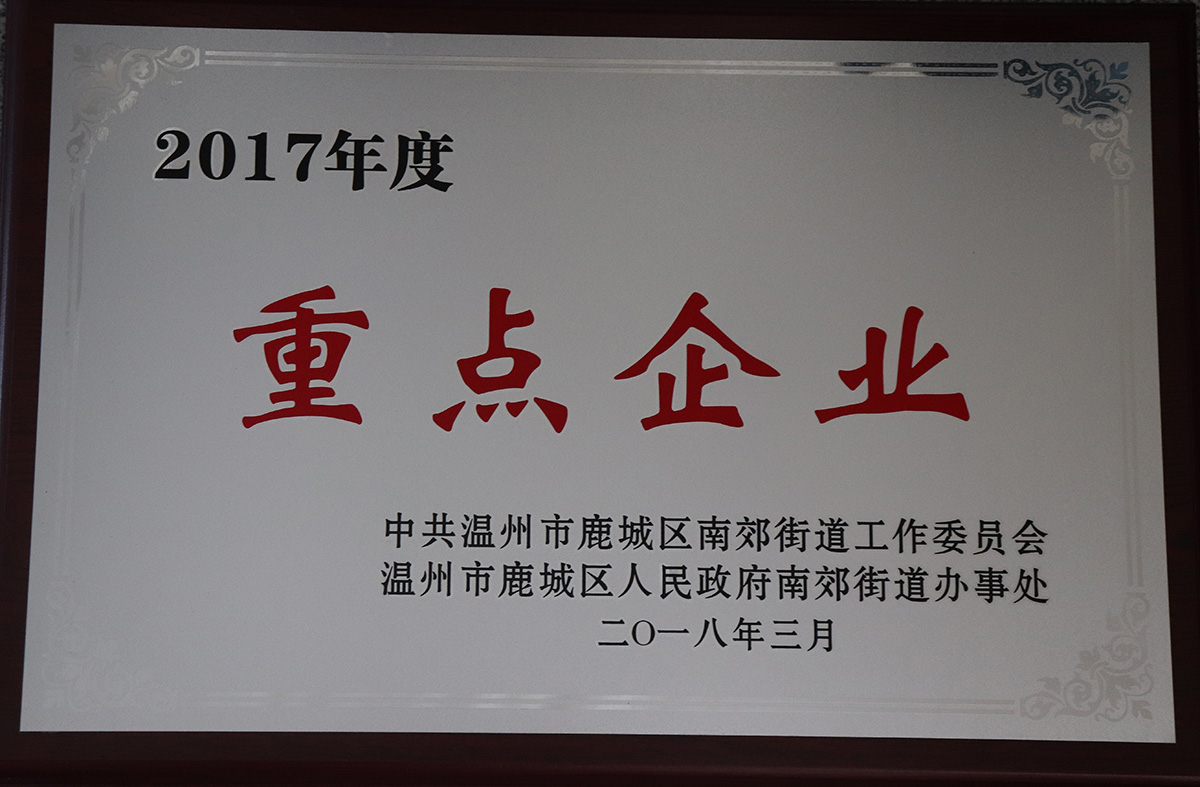 2017年度
重点企业
中共温州市鹿城区南郊街道工作委员会
温州市鹿城区人民政府南郊街道办事处
二〇一八年三月